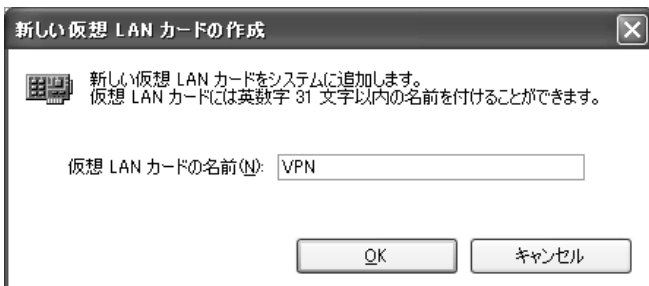 新しい仮想 LAN カードの作成
新しい仮想 LAN カードをシステムに追加します。
仮想 LAN カードには英数字 31 文字以内の名前を付けることができます。
仮想 LAN カードの名前(N): VPN
OK キャンセル